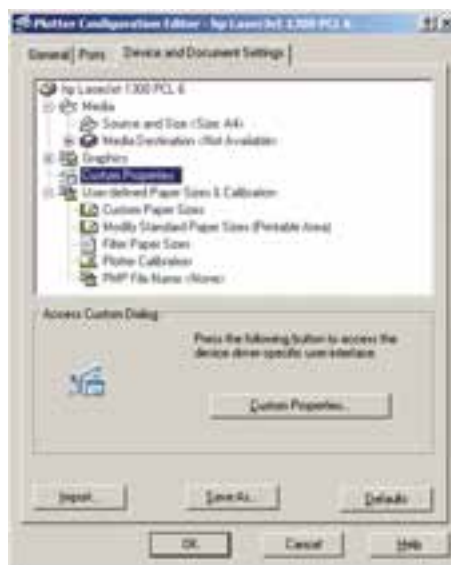 Plotter Configuration Editor - hp LaserJet 1300 PCL 6
General
Ports
Device and Document Settings
hp LaserJet 1300 PCL 6
Media
Source and Size <Size: A4>
Media Destination <Not Available>
Graphics
Custom Properties
User-defined Paper Sizes & Calibration
Custom Paper Sizes
Modify Standard Paper Sizes (Printable Area)
Filter Paper Sizes
Plotter Calibration
PMP File Name <None>
Access Custom Dialog
Press the following button to access the
device driver specific user interface.
Custom Properties...
Import...
Save As...
Defaults
OK
Cancel
Help